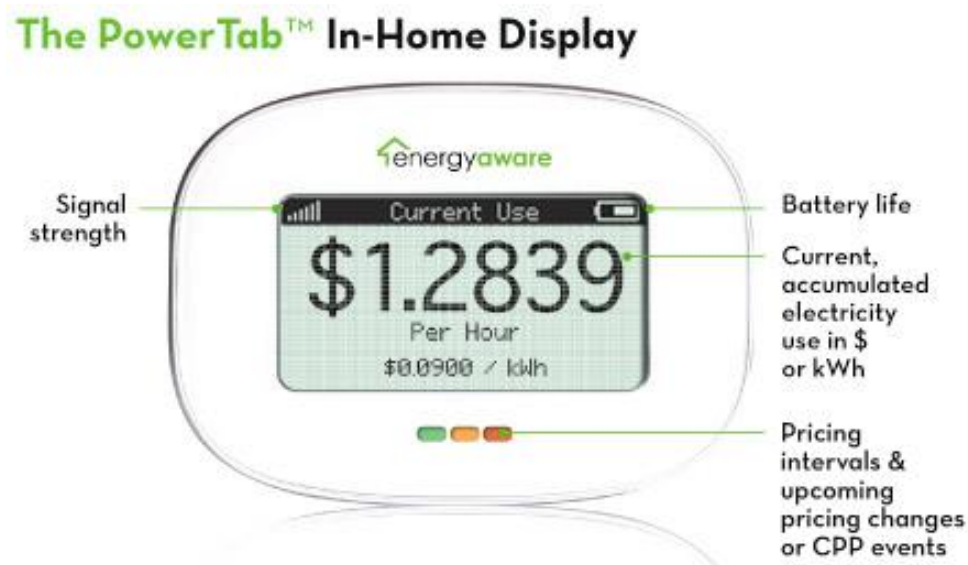 The PowerTab™ In-Home Display
energyaware
Signal
strength
Current Use
$1.2839
Per Hour
$0.0900 / kWh
Battery life
Current,
accumulated
electricity
use in $
or kWh
Pricing
intervals &
upcoming
pricing changes
or CPP events